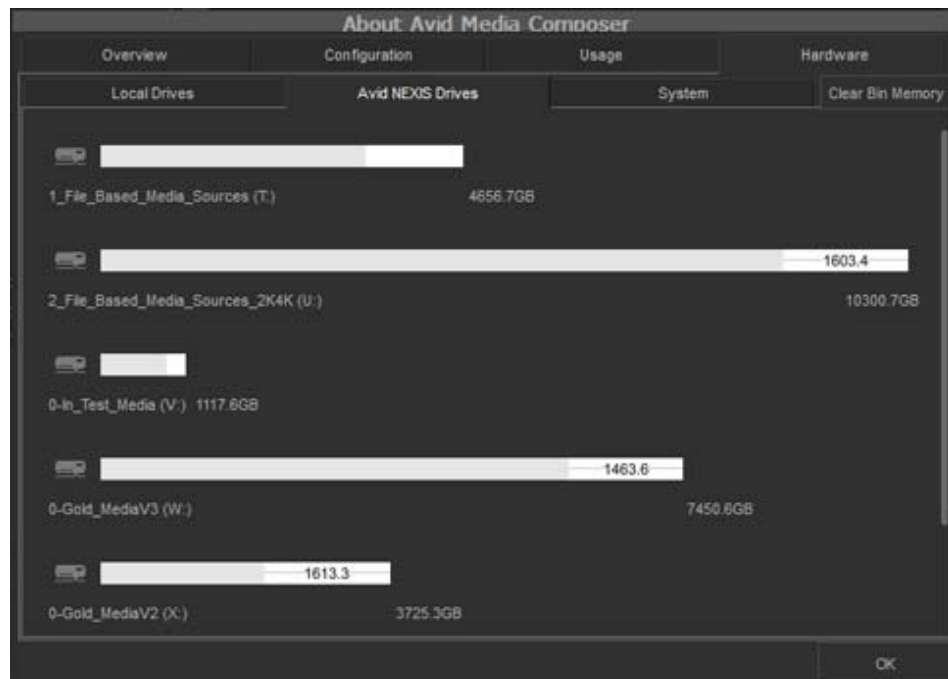 About Avid Media Composer
Overview Configuration Usage Hardware
Local Drives Avid NEXIS Drives System Clear Bin Memory
1_File_Based_Media_Sources (T:) 4656.7GB
1603.4
2_File_Based_Media_Sources_2K4K (U:) 10300.7GB
0-In_Test_Media (V:) 1117.6GB
1463.6
0-Gold_MediaV3 (W:) 7450.6GB
1613.3
0-Gold_MediaV2 (X:) 3725.3GB
OK